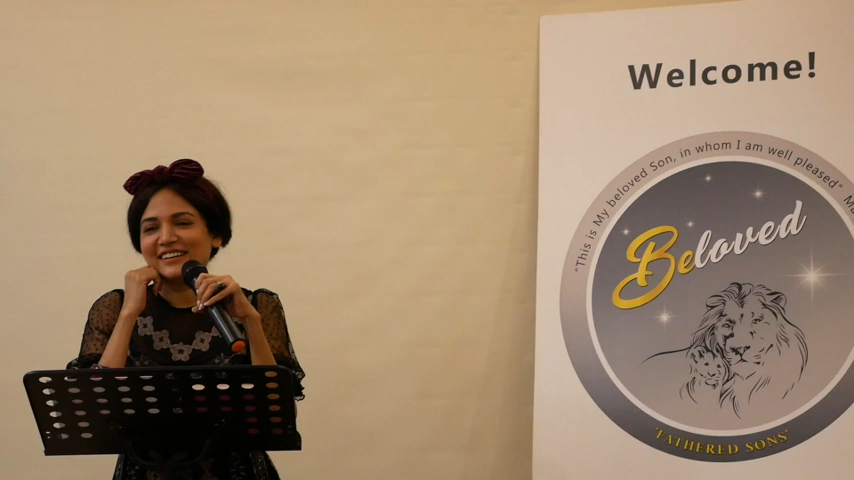 Welcome!
"This is My beloved Son, in whom I am well pleased"
Beloved
'FATHERED SONS'